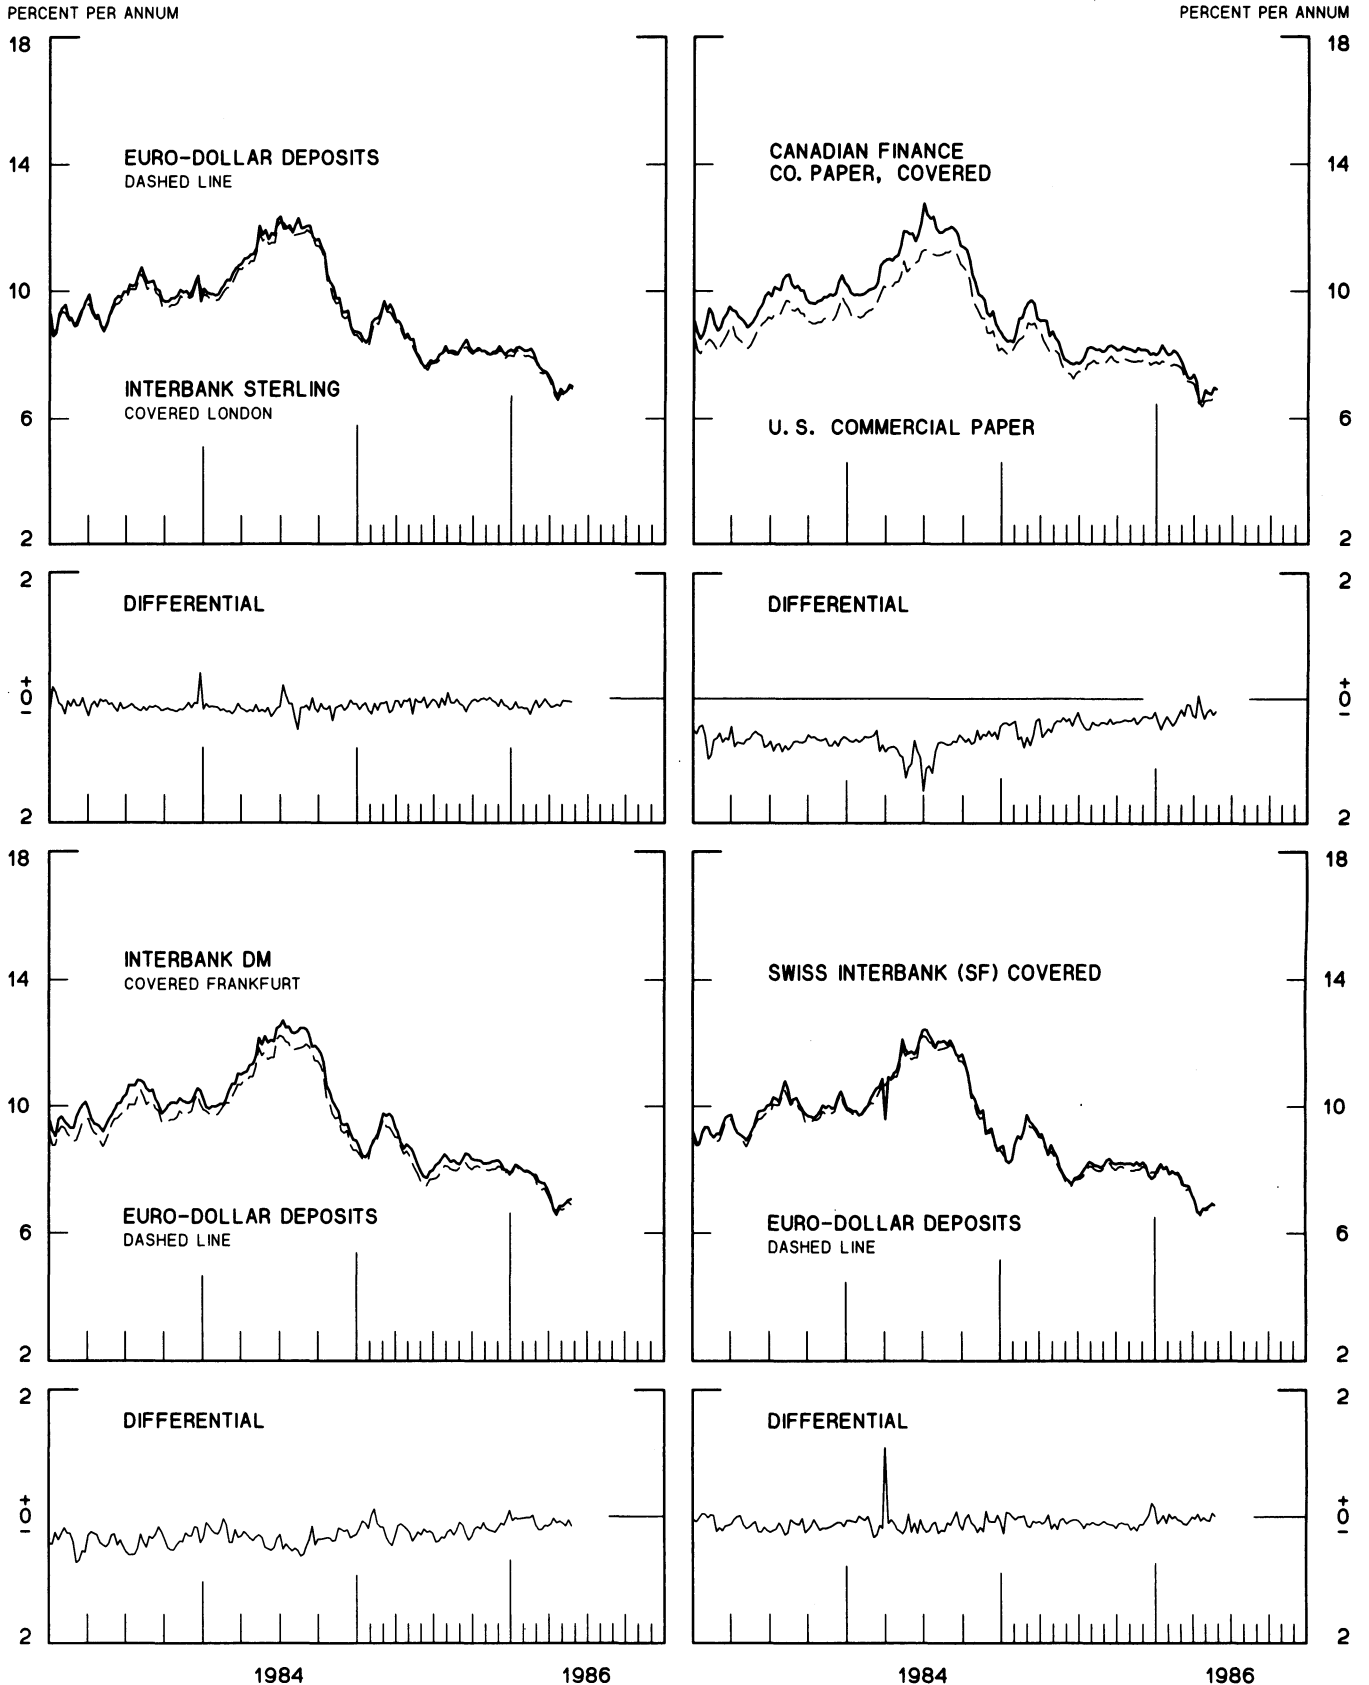 PERCENT PER ANNUM
PERCENT PER ANNUM
18
14
10
6
2
EURO-DOLLAR DEPOSITS
DASHED LINE
INTERBANK STERLING
COVERED LONDON
CANADIAN FINANCE
CO. PAPER, COVERED
U. S. COMMERCIAL PAPER
18
14
10
6
2
2
+
0
−
2
DIFFERENTIAL
DIFFERENTIAL
2
+
0
−
2
18
14
10
6
2
INTERBANK DM
COVERED FRANKFURT
EURO-DOLLAR DEPOSITS
DASHED LINE
SWISS INTERBANK (SF) COVERED
EURO-DOLLAR DEPOSITS
DASHED LINE
18
14
10
6
2
2
+
0
−
2
DIFFERENTIAL
DIFFERENTIAL
2
+
0
−
2
1984
1986
1984
1986